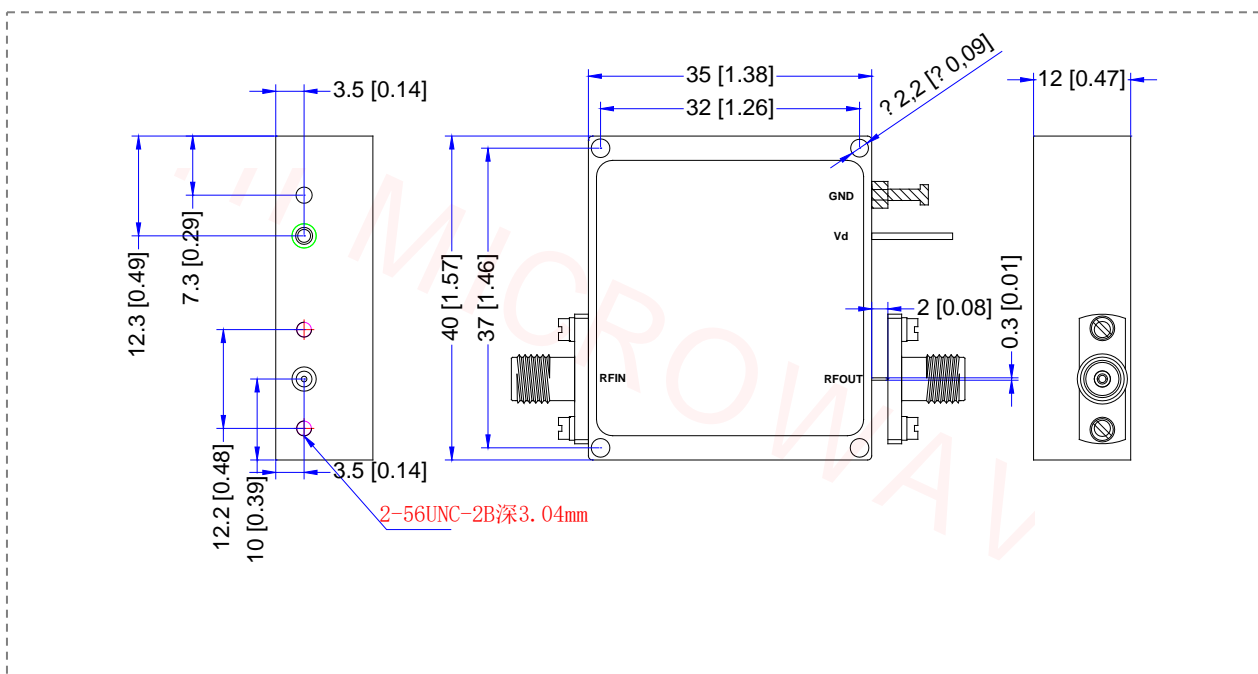 3.5 [0.14]
12.3 [0.49]
7.3 [0.29]
12.2 [0.48]
10 [0.39]
3.5 [0.14]
2-56UNC-2B深3.04mm
35 [1.38]
32 [1.26]
? 2,2 [? 0,09]
40 [1.57]
37 [1.46]
GND
Vd
RFIN
RFOUT
2 [0.08]
0.3 [0.01]
12 [0.47]
MICROWAV